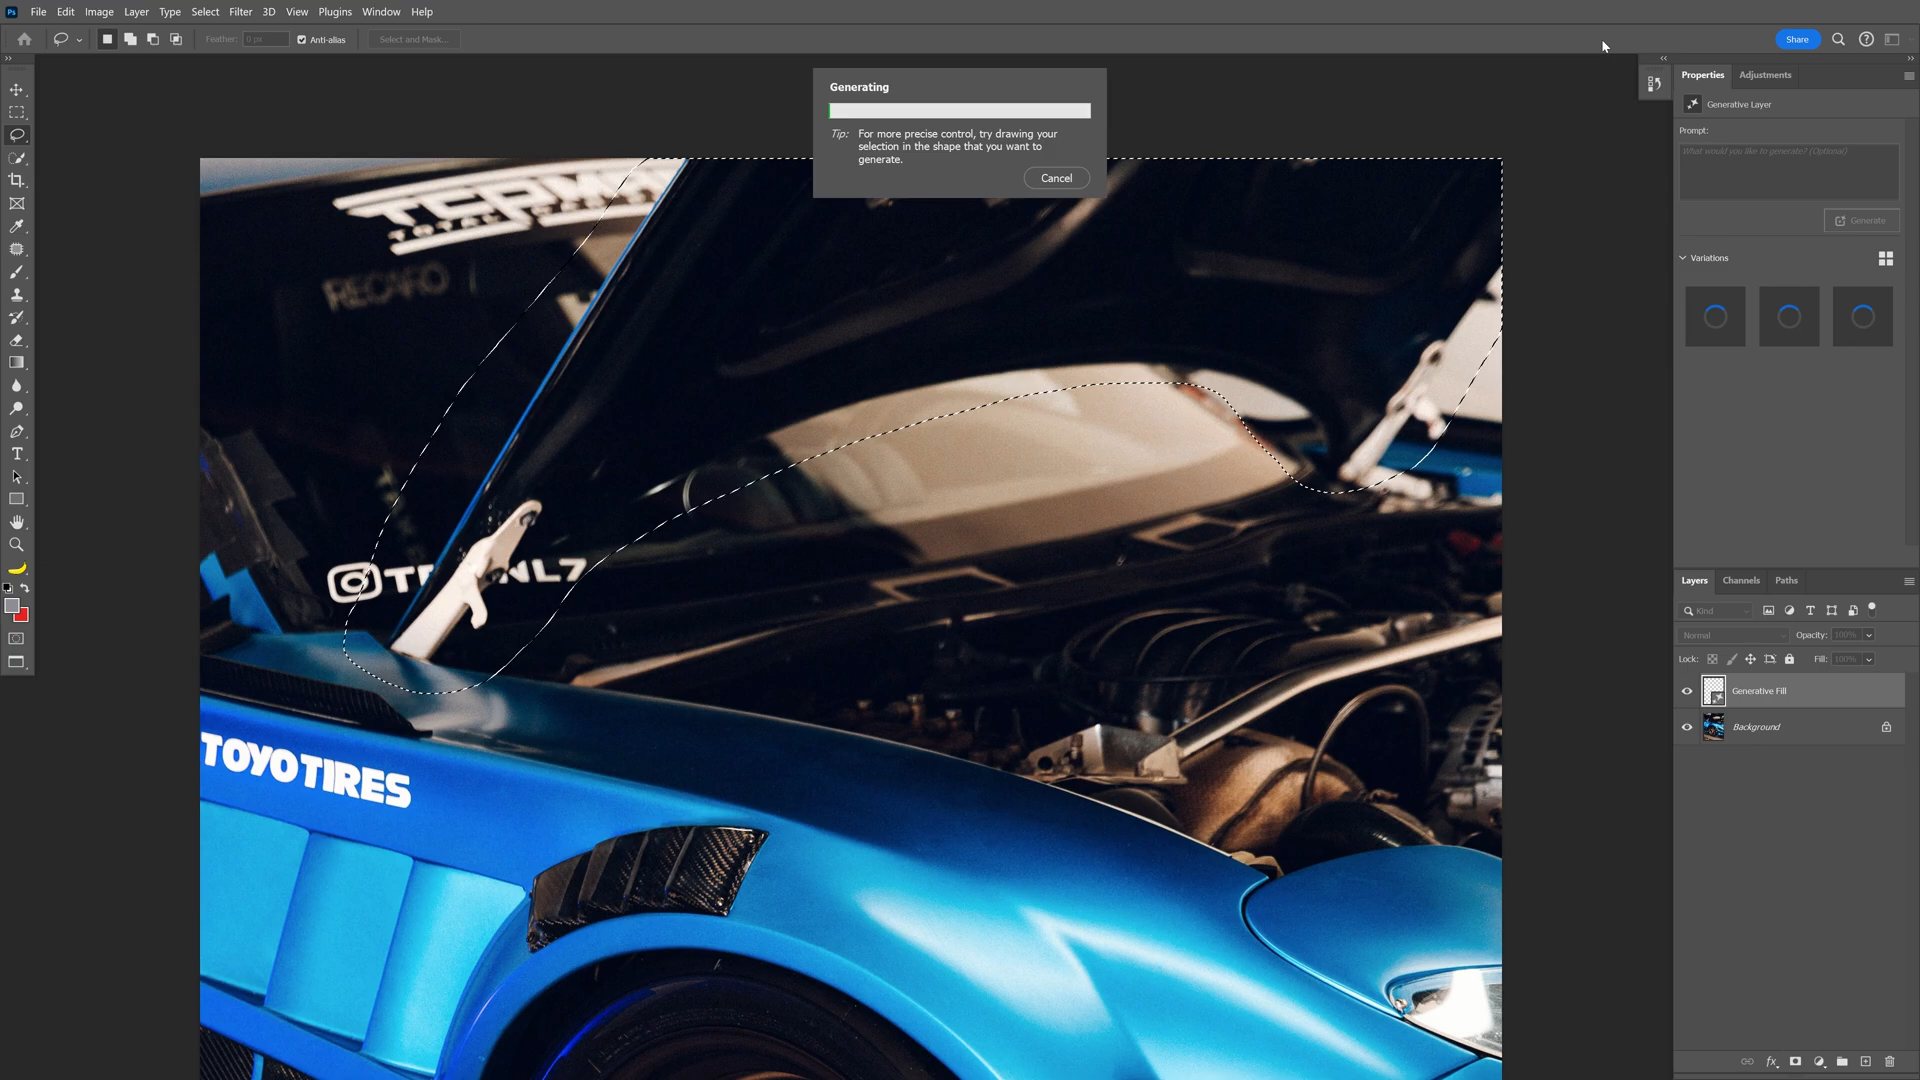 File Edit Image Layer Type Select Filter 3D View Plugins Window Help
Feather: 0 px Anti-alias Select and Mask... Share
Generating
Tip: For more precise control, try drawing your
selection in the shape that you want to
generate.
Cancel
Properties Adjustments
Generative Layer
Prompt:
What would you like to generate? (Optional)
Generate
Variations
RECARO
TOYO TIRES
Layers Channels Paths
Kind
Normal Opacity: 100%
Lock: Fill: 100%
Generative Fill
Background
fx